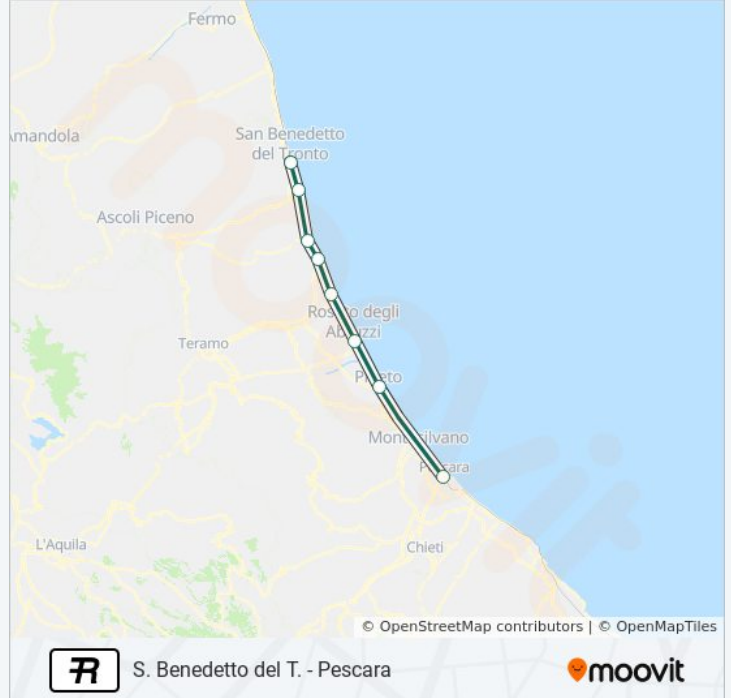 Fermo
San Benedetto
del Tronto
Amandola
Ascoli Piceno
Roseto degli
Abruzzi
Teramo
Pineto
Montesilvano
Pescara
L'Aquila
Chieti
© OpenStreetMap contributors | © OpenMapTiles
R S. Benedetto del T. - Pescara
moovit